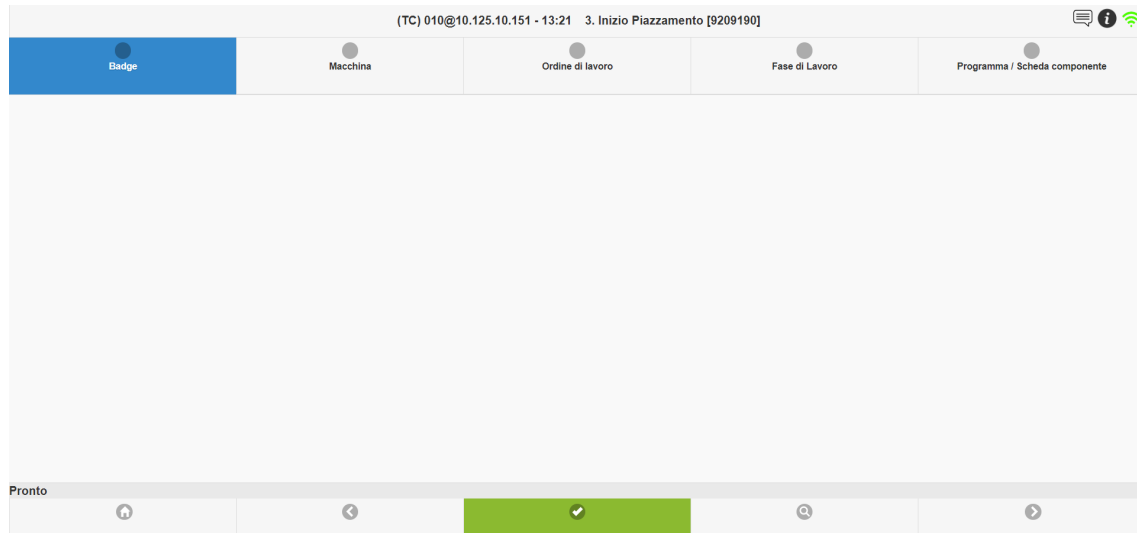 (TC) 010@10.125.10.151 - 13:21 3. Inizio Piazzamento [9209190]
Badge
Macchina
Ordine di lavoro
Fase di Lavoro
Programma / Scheda componente
Pronto